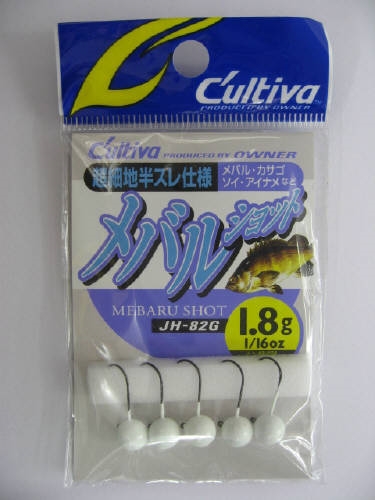 C'ultiva
PRODUCED BY OWNER
C'ultiva PRODUCED BY OWNER
超細地半ズレ仕様
メバル・カサゴ
ソイ・アイナメなど
メバルショット
MEBARU SHOT
JH-82G
1.8g
1/16oz